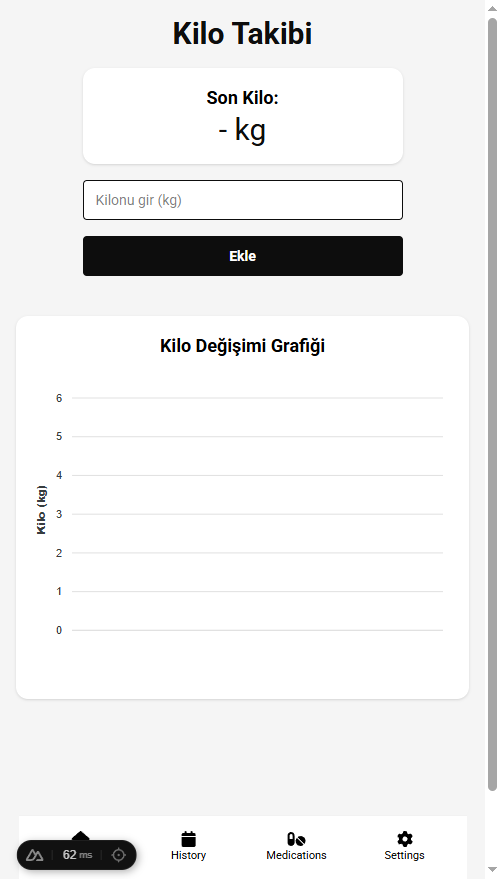 Kilo Takibi
Son Kilo:
- kg
Kilonu gir (kg)
Ekle
Kilo Değişimi Grafiği
6
5
4
3
2
1
0
Kilo (kg)
History
Medications
Settings
62 ms